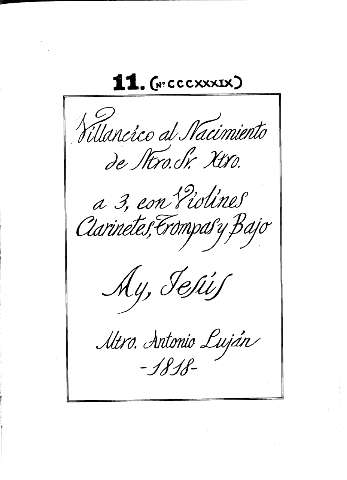 11. (Nº CCCXXXIX)
Villancico al Nacimiento
de Ntro. Sr. Xtro.
a 3, con Violines
Clarinetes, Trompas y Bajo
Ay, Jesús
Mtro. Antonio Luján
-1818-